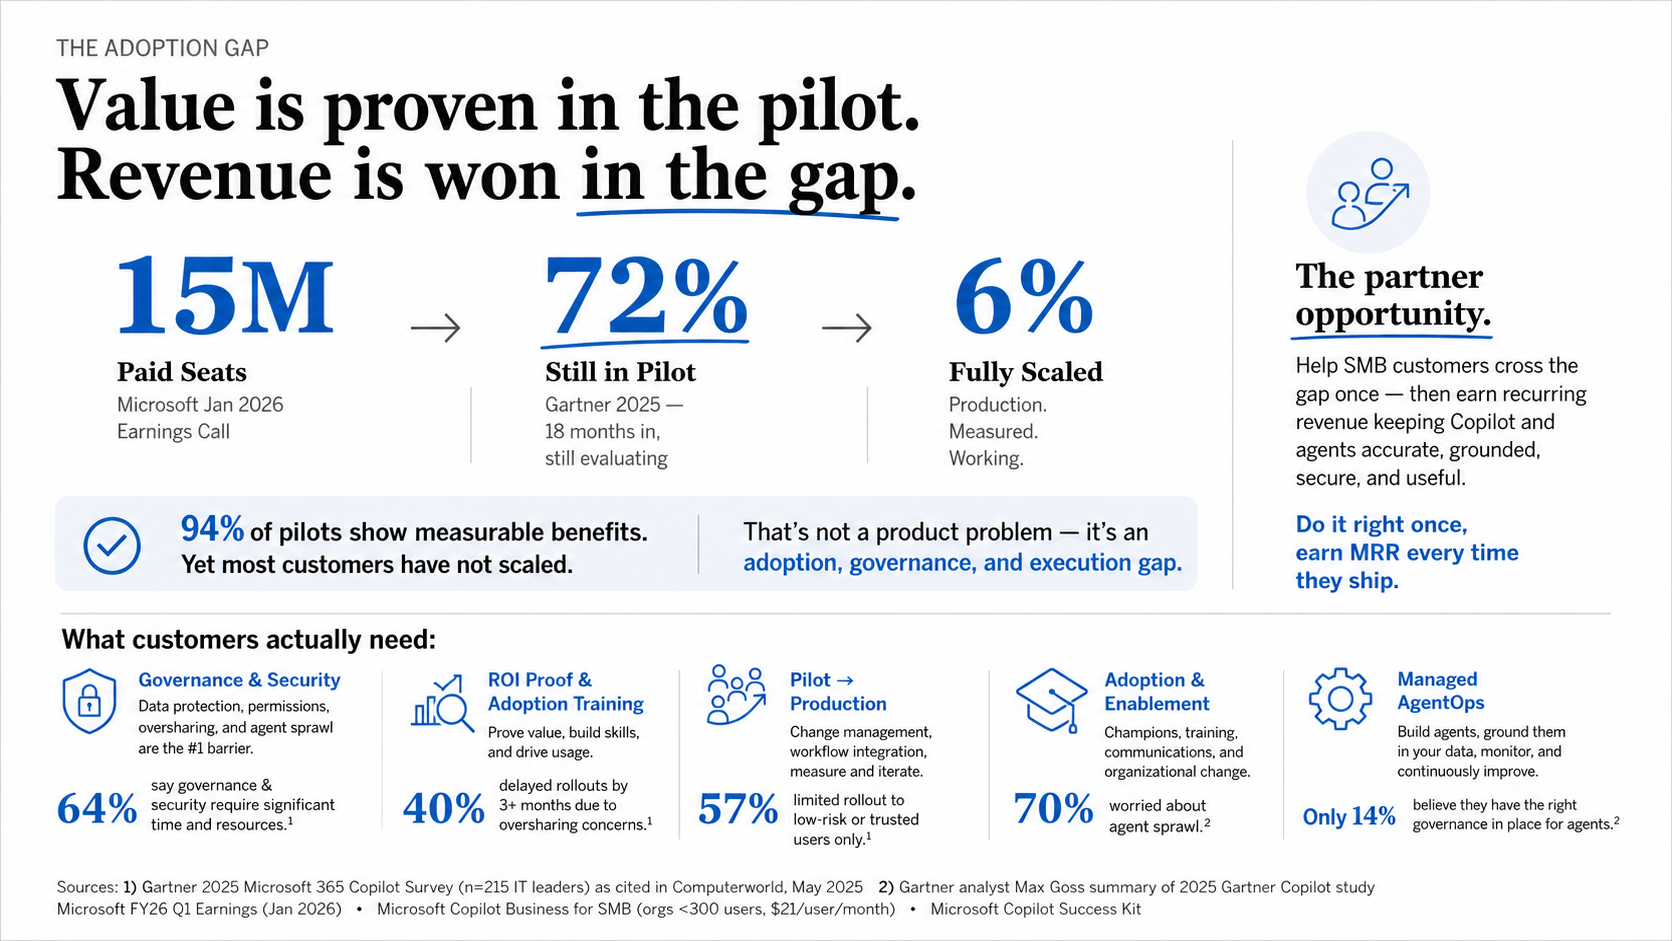 THE ADOPTION GAP
Value is proven in the pilot.
Revenue is won in the gap.
15M
Paid Seats
Microsoft Jan 2026
Earnings Call
→
72%
Still in Pilot
Gartner 2025 —
18 months in,
still evaluating
→
6%
Fully Scaled
Production.
Measured.
Working.
94% of pilots show measurable benefits.
Yet most customers have not scaled.
That's not a product problem — it's an
adoption, governance, and execution gap.
The partner
opportunity.
Help SMB customers cross the
gap once — then earn recurring
revenue keeping Copilot and
agents accurate, grounded,
secure, and useful.
Do it right once,
earn MRR every time
they ship.
What customers actually need:
Governance & Security
Data protection, permissions,
oversharing, and agent sprawl
are the #1 barrier.
64%
say governance &
security require significant
time and resources.¹
ROI Proof &
Adoption Training
Prove value, build skills,
and drive usage.
40%
delayed rollouts by
3+ months due to
oversharing concerns.¹
Pilot →
Production
Change management,
workflow integration,
measure and iterate.
57%
limited rollout to
low-risk or trusted
users only.¹
Adoption &
Enablement
Champions, training,
communications, and
organizational change.
70%
worried about
agent sprawl.²
Managed
AgentOps
Build agents, ground them
in your data, monitor, and
continuously improve.
Only 14%
believe they have the right
governance in place for agents.²
Sources: 1) Gartner 2025 Microsoft 365 Copilot Survey (n=215 IT leaders) as cited in Computerworld, May 2025 2) Gartner analyst Max Goss summary of 2025 Gartner Copilot study
Microsoft FY26 Q1 Earnings (Jan 2026) • Microsoft Copilot Business for SMB (orgs <300 users, $21/user/month) • Microsoft Copilot Success Kit